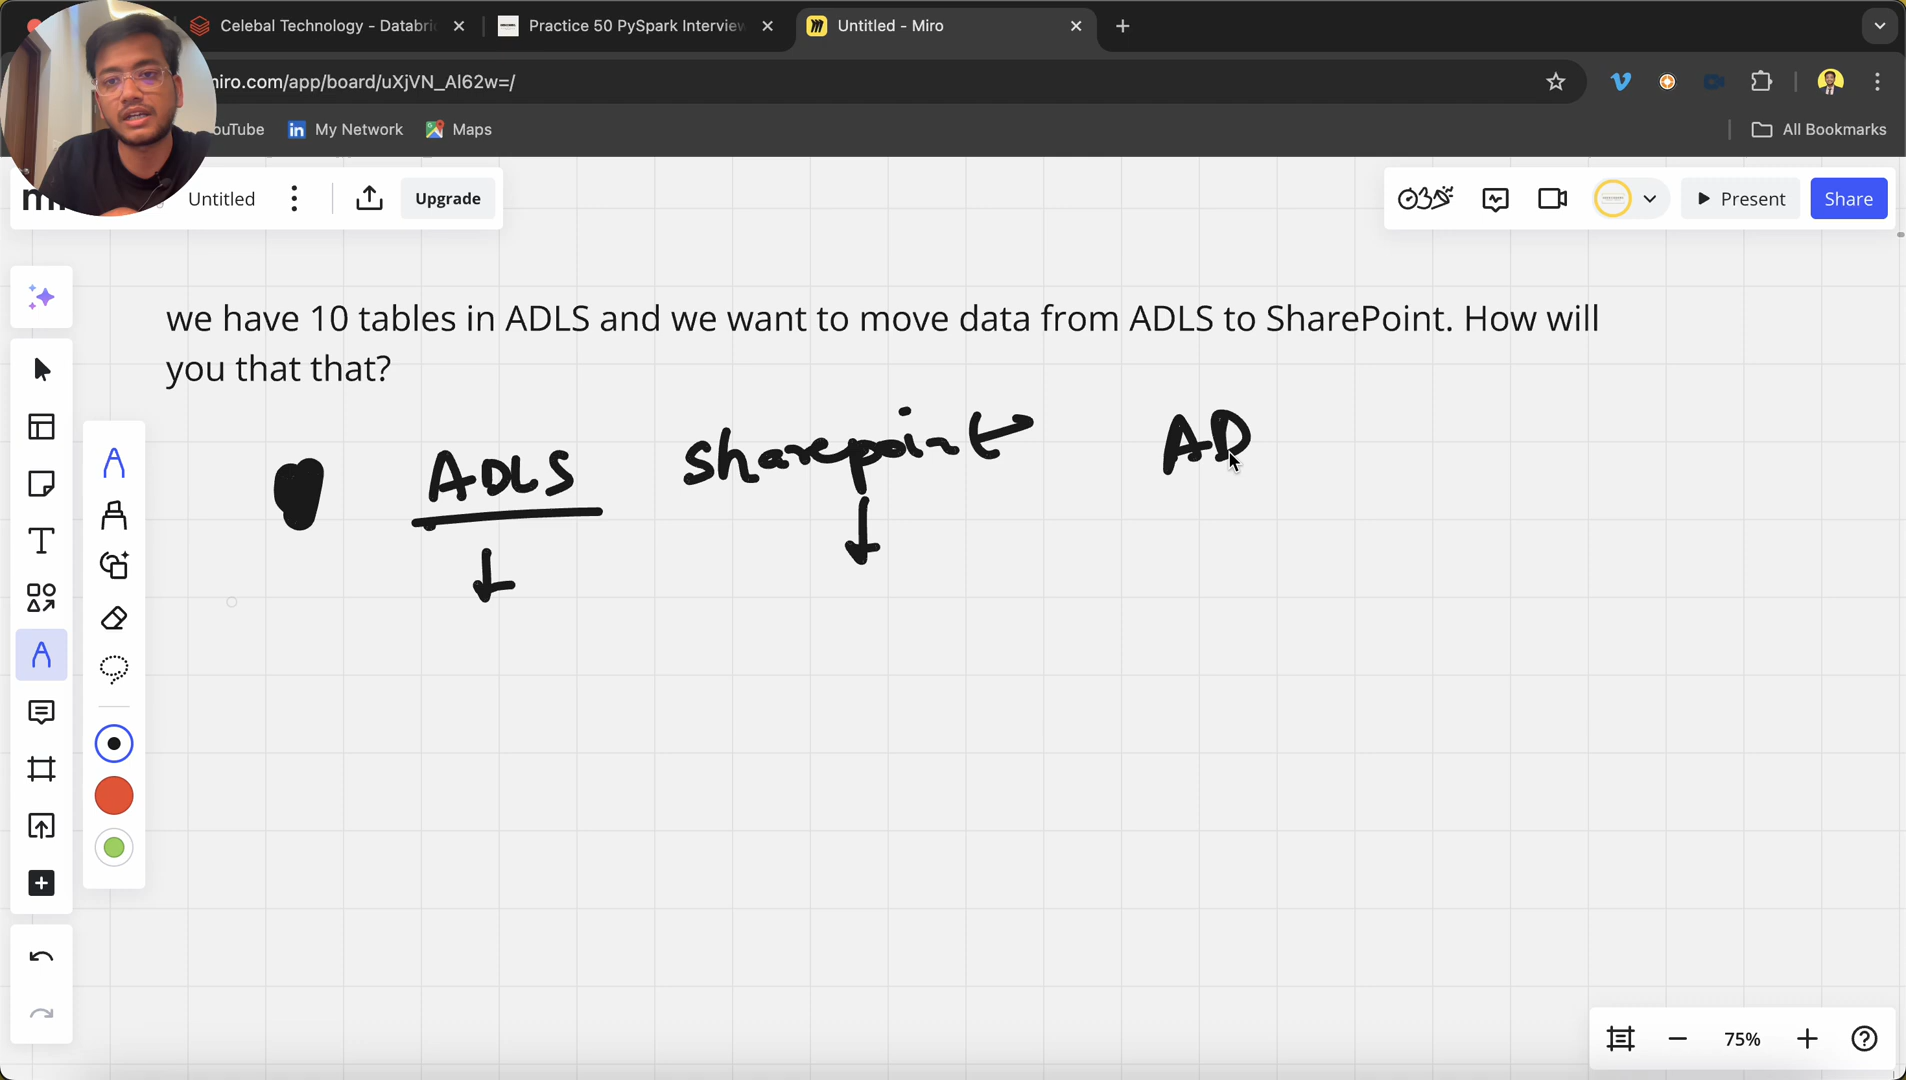 Celebal Technology - Databri
Practice 50 PySpark Interview
Untitled - Miro
miro.com/app/board/uXjVN_Al62w=/
ouTube
My Network
Maps
All Bookmarks
Untitled
Upgrade
Present
Share
we have 10 tables in ADLS and we want to move data from ADLS to SharePoint. How will
you that that?
ADLS
sharepoint
AD
75%